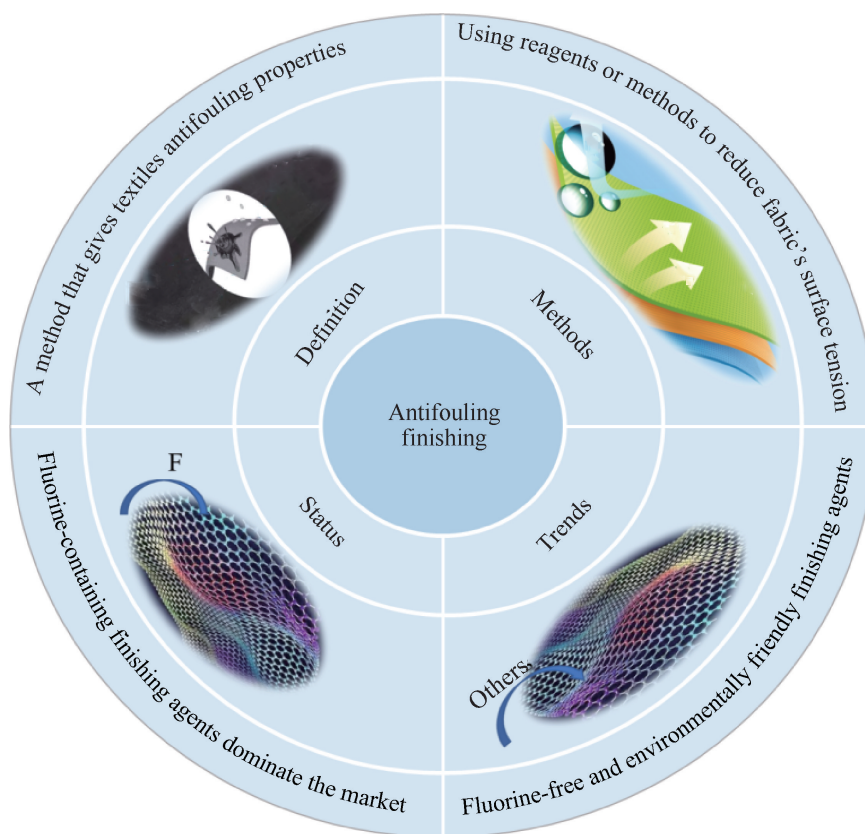 A method that gives textiles antifouling properties
Using reagents or methods to reduce fabric's surface tension
Definition
Methods
Antifouling
finishing
F
Status
Trends
Others
Fluorine-containing finishing agents dominate the market
Fluorine-free and environmentally friendly finishing agents